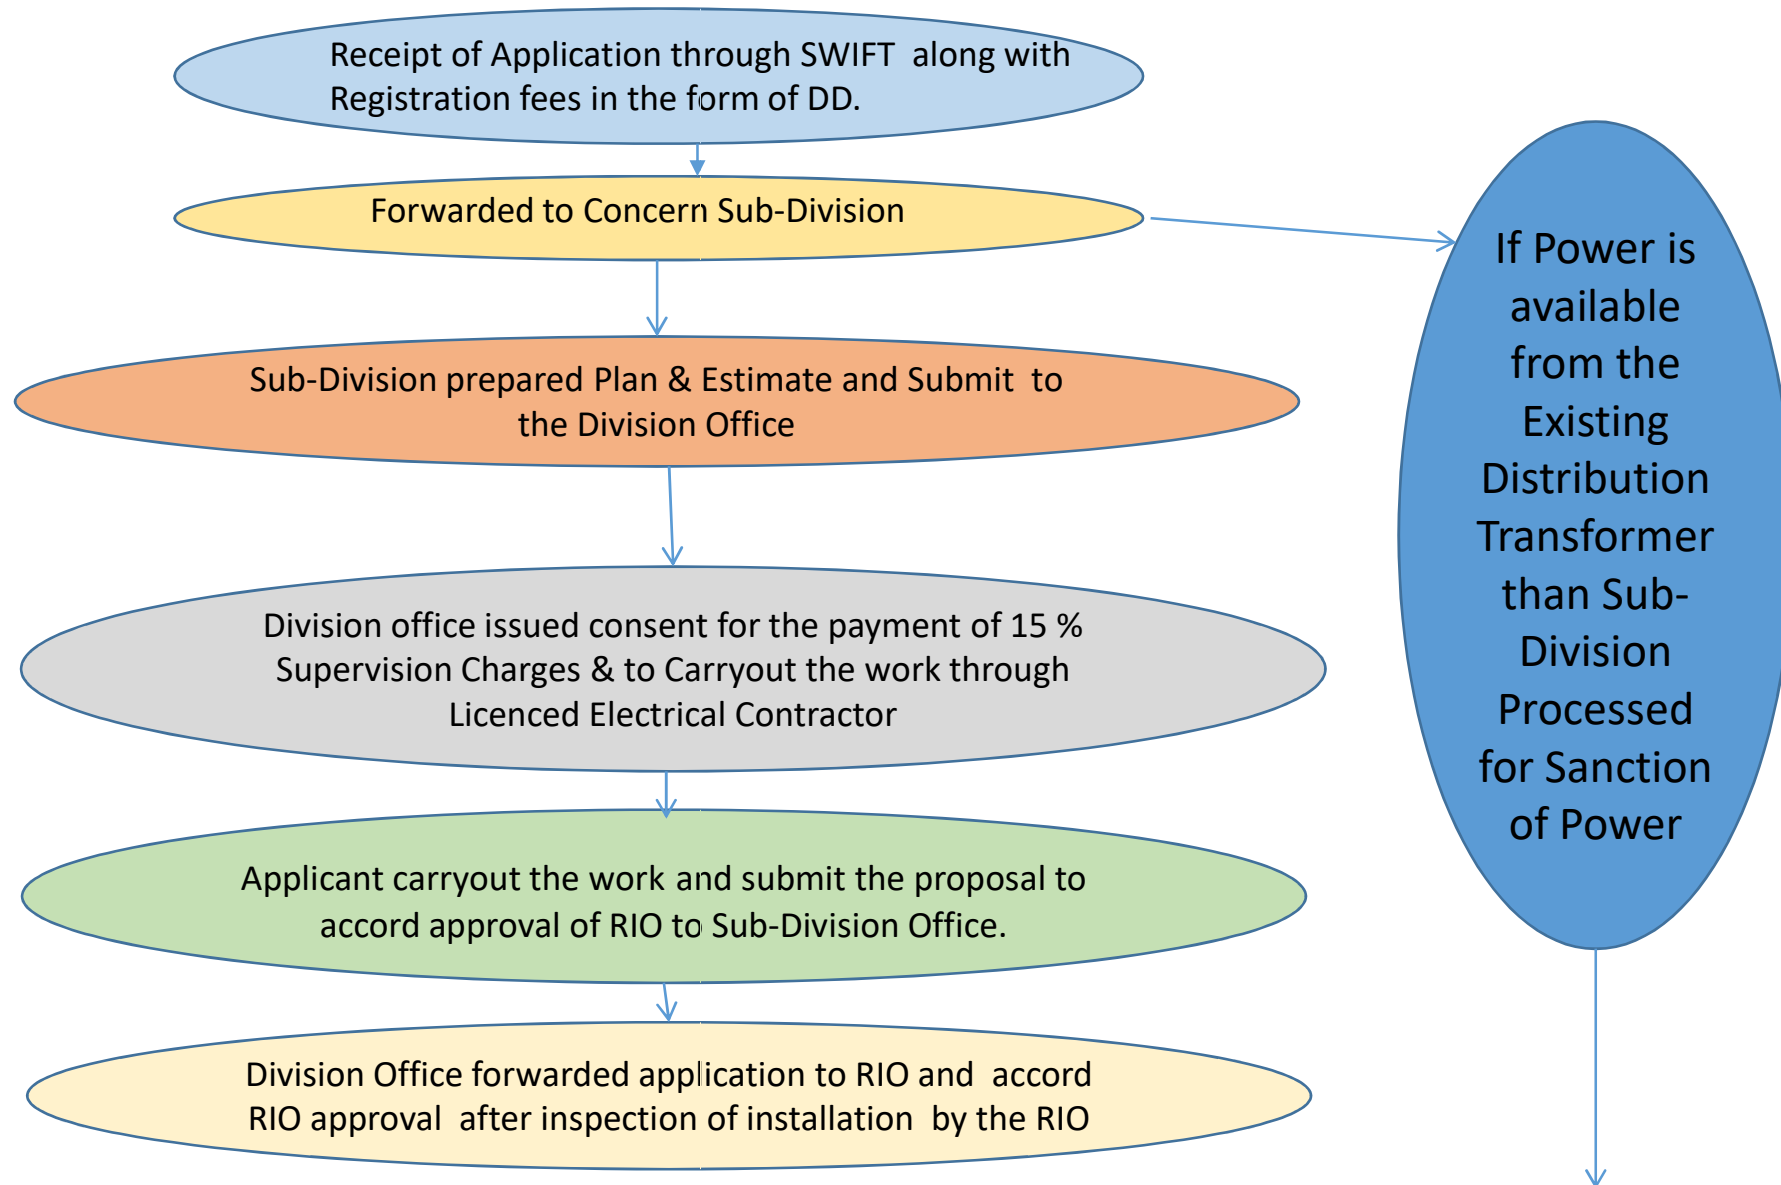 Receipt of Application through SWIFT along with
Registration fees in the form of DD.
Forwarded to Concern Sub-Division
Sub-Division prepared Plan & Estimate and Submit to
the Division Office
Division office issued consent for the payment of 15 %
Supervision Charges & to Carryout the work through
Licenced Electrical Contractor
Applicant carryout the work and submit the proposal to
accord approval of RIO to Sub-Division Office.
Division Office forwarded application to RIO and accord
RIO approval after inspection of installation by the RIO
If Power is
available
from the
Existing
Distribution
Transformer
than Sub-
Division
Processed
for Sanction
of Power